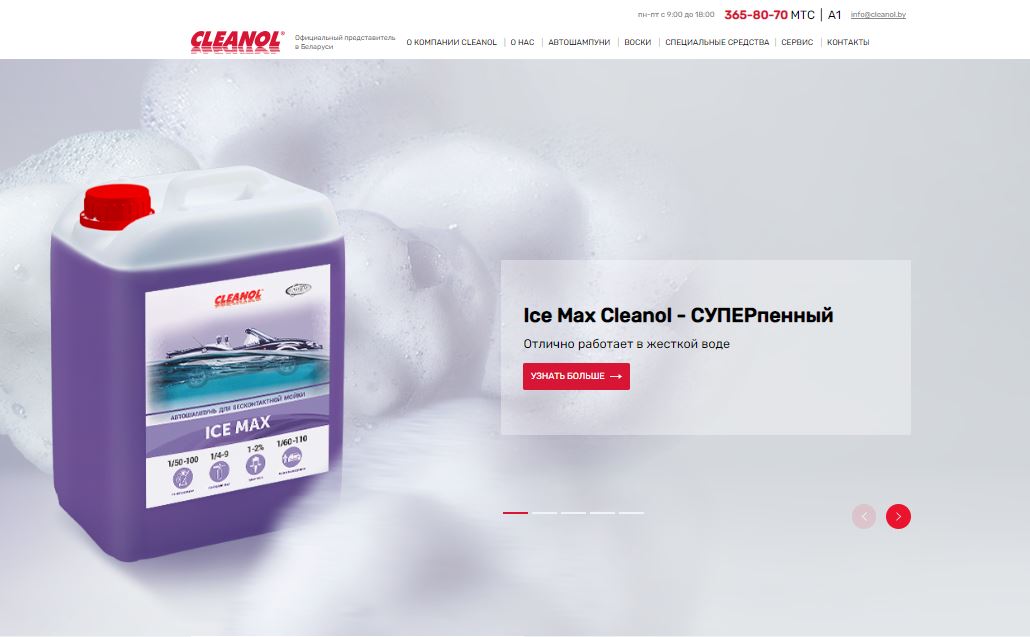 пн-пт с 9:00 до 18:00 365-80-70 МТС | А1 info@cleanol.by
CLEANOL®
Официальный представитель
в Беларуси
О КОМПАНИИ CLEANOL | О НАС | АВТОШАМПУНИ | ВОСКИ | СПЕЦИАЛЬНЫЕ СРЕДСТВА | СЕРВИС | КОНТАКТЫ
CLEANOL
АВТОШАМПУНЬ ДЛЯ БЕСКОНТАКТНОЙ МОЙКИ
ICE MAX
1/50-100 1/4-9 1-2% 1/60-110
Ice Max Cleanol - СУПЕРпенный
Отлично работает в жесткой воде
УЗНАТЬ БОЛЬШЕ →